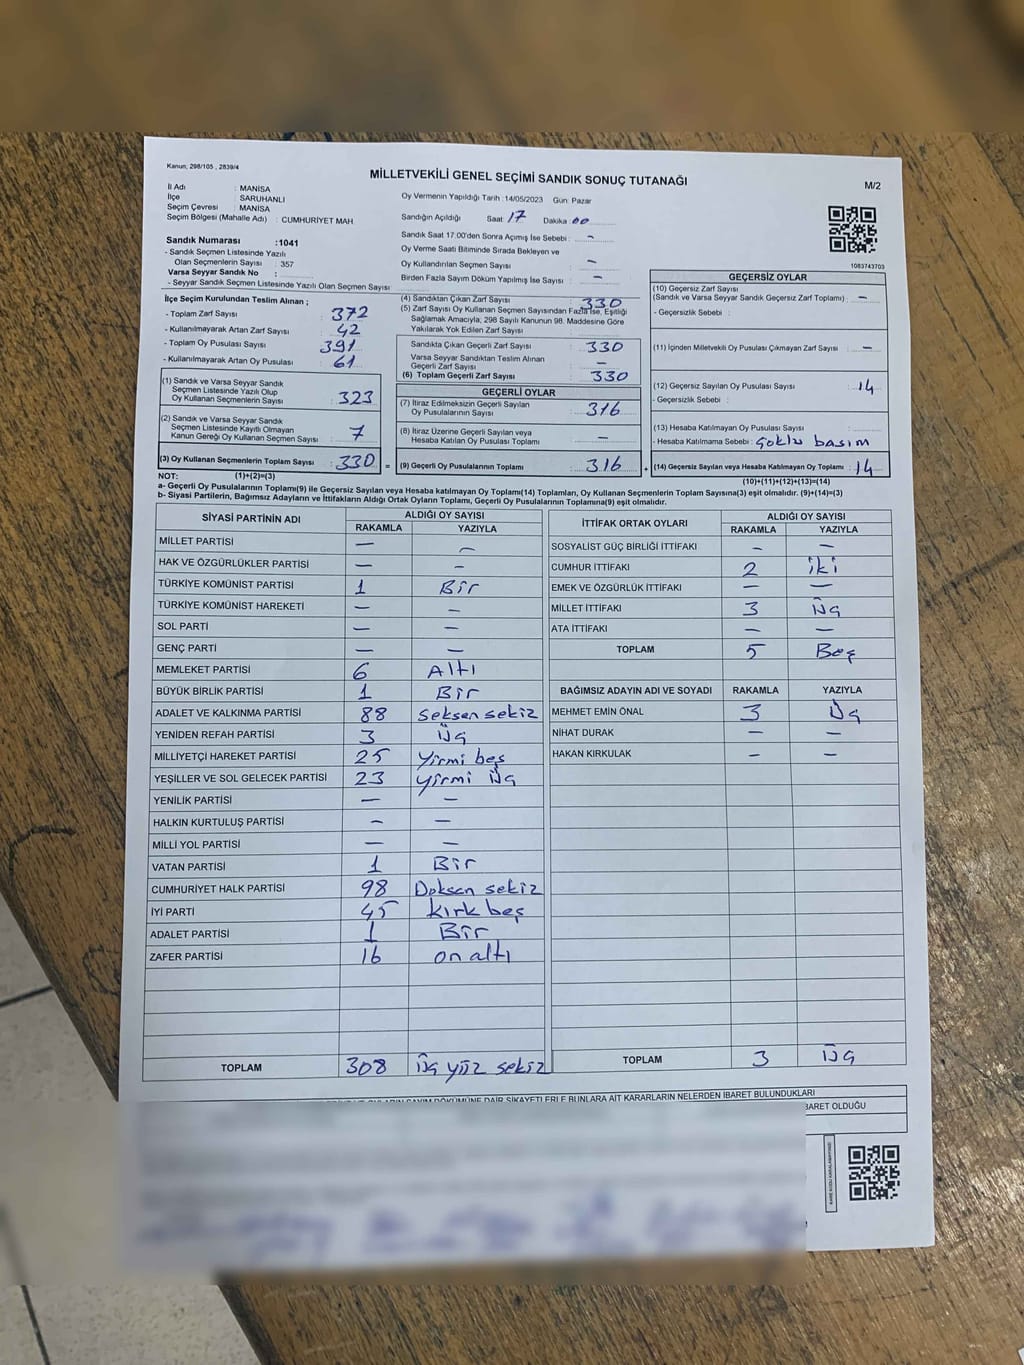 Kanun; 298/105 , 2839/4
MİLLETVEKİLİ GENEL SEÇİMİ SANDIK SONUÇ TUTANAĞI
M/2
İl Adı : MANİSA
İlçe : SARUHANLI
Seçim Çevresi : MANİSA
Seçim Bölgesi (Mahalle Adı) : CUMHURİYET MAH.
Sandık Numarası :1041
- Sandık Seçmen Listesinde Yazılı
Olan Seçmenlerin Sayısı : 357
Varsa Seyyar Sandık No :
- Seyyar Sandık Seçmen Listesinde Yazılı Olan Seçmen Sayısı :
Oy Vermenin Yapıldığı Tarih :14/05/2023 Gün: Pazar
Sandığın Açıldığı Saat: 17 Dakika: 00
Sandık Saat 17:00'den Sonra Açımış İse Sebebi : -
Oy Verme Saati Bitiminde Sırada Bekleyen ve
Oy Kullandırılan Seçmen Sayısı : -
Birden Fazla Sayım Döküm Yapılmış İse Sayısı : -
1083743703
İlçe Seçim Kurulundan Teslim Alınan ;
- Toplam Zarf Sayısı : 372
- Kullanılmayarak Artan Zarf Sayısı : 42
- Toplam Oy Pusulası Sayısı : 391
- Kullanılmayarak Artan Oy Pusulası : 61
(1) Sandık ve Varsa Seyyar Sandık
Seçmen Listesinde Yazılı Olup
Oy Kullanan Seçmenlerin Sayısı : 323
(2) Sandık ve Varsa Seyyar Sandık
Seçmen Listesinde Kayıtlı Olmayan
Kanun Gereği Oy Kullanan Seçmen Sayısı : 7
(3) Oy Kullanan Seçmenlerin Toplam Sayısı : 330 =
(1)+(2)=(3)
(4) Sandıktan Çıkan Zarf Sayısı : 330
(5) Zarf Sayısı Oy Kullanan Seçmen Sayısından Fazla İse, Eşitliği
Sağlamak Amacıyla, 298 Sayılı Kanunun 98. Maddesine Göre
Yakılarak Yok Edilen Zarf Sayısı :
Sandıkta Çıkan Geçerli Zarf Sayısı : 330
Varsa Seyyar Sandıktan Teslim Alınan
Geçerli Zarf Sayısı : -
(6) Toplam Geçerli Zarf Sayısı : 330
GEÇERLİ OYLAR
(7) İtiraz Edilmeksizin Geçerli Sayılan
Oy Pusulalarının Sayısı : 316
(8) İtiraz Üzerine Geçerli Sayılan veya
Hesaba Katılan Oy Pusulası Toplamı : -
(9) Geçerli Oy Pusulalarının Toplamı : 316 +
GEÇERSİZ OYLAR
(10) Geçersiz Zarf Sayısı
(Sandık ve Varsa Seyyar Sandık Geçersiz Zarf Toplamı) : -
- Geçersizlik Sebebi :
(11) İçinden Milletvekili Oy Pusulası Çıkmayan Zarf Sayısı : -
(12) Geçersiz Sayılan Oy Pusulası Sayısı : 14
- Geçersizlik Sebebi :
(13) Hesaba Katılmayan Oy Pusulası Sayısı :
- Hesaba Katılmama Sebebi : Çoklu basım
(14) Geçersiz Sayılan veya Hesaba Katılmayan Oy Toplamı : 14
(10)+(11)+(12)+(13)=(14)
NOT:
a- Geçerli Oy Pusulalarının Toplamı(9) ile Geçersiz Sayılan veya Hesaba katılmayan Oy Toplamı(14) Toplamları, Oy Kullanan Seçmenlerin Toplam Sayısına(3) eşit olmalıdır. (9)+(14)=(3)
b- Siyasi Partilerin, Bağımsız Adayların ve İttifakların Aldığı Ortak Oyların Toplamı, Geçerli Oy Pusulalarının Toplamına(9) eşit olmalıdır.
SİYASİ PARTİNİN ADI ALDIĞI OY SAYISI
RAKAMLA YAZIYLA
MİLLET PARTİSİ - -
HAK VE ÖZGÜRLÜKLER PARTİSİ - -
TÜRKİYE KOMÜNİST PARTİSİ 1 Bir
TÜRKİYE KOMÜNİST HAREKETİ - -
SOL PARTİ - -
GENÇ PARTİ - -
MEMLEKET PARTİSİ 6 Altı
BÜYÜK BİRLİK PARTİSİ 1 Bir
ADALET VE KALKINMA PARTİSİ 88 Seksen sekiz
YENİDEN REFAH PARTİSİ 3 Üç
MİLLİYETÇİ HAREKET PARTİSİ 25 Yirmi beş
YEŞİLLER VE SOL GELECEK PARTİSİ 23 yirmi Üç
YENİLİK PARTİSİ - -
HALKIN KURTULUŞ PARTİSİ - -
MİLLİ YOL PARTİSİ - -
VATAN PARTİSİ 1 Bir
CUMHURİYET HALK PARTİSİ 98 Doksan sekiz
İYİ PARTİ 45 Kırk beş
ADALET PARTİSİ 1 Bir
ZAFER PARTİSİ 16 on altı
TOPLAM 308 Üç yüz sekiz
İTTİFAK ORTAK OYLARI ALDIĞI OY SAYISI
RAKAMLA YAZIYLA
SOSYALİST GÜÇ BİRLİĞİ İTTİFAKI - -
CUMHUR İTTİFAKI 2 iki
EMEK VE ÖZGÜRLÜK İTTİFAKI - -
MİLLET İTTİFAKI 3 Üç
ATA İTTİFAKI - -
TOPLAM 5 Beş
BAĞIMSIZ ADAYIN ADI VE SOYADI RAKAMLA YAZIYLA
MEHMET EMİN ÖNAL 3 Üç
NİHAT DURAK - -
HAKAN KIRKULAK - -
TOPLAM 3 Üç
DÖKÜMÜNE DAİR ŞİKAYETLERLE BUNLARA AİT KARARLARIN NELERDEN İBARET BULUNDUKLARI
BARET OLDUĞU